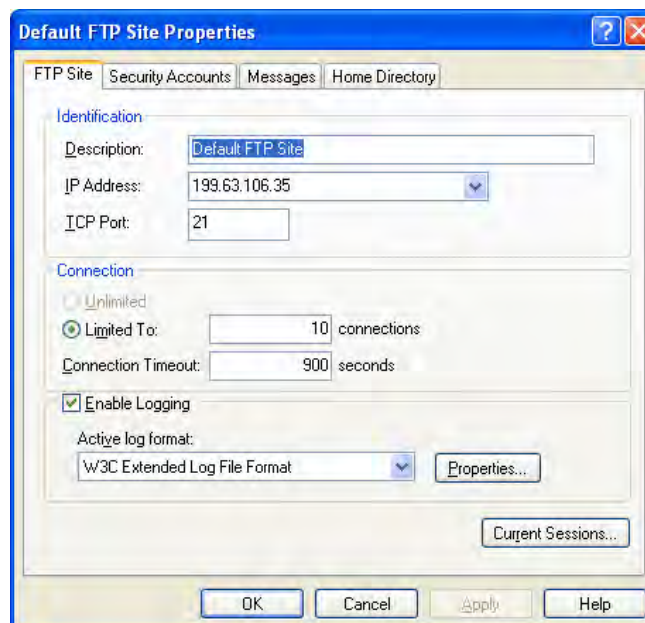 Default FTP Site Properties
FTP Site Security Accounts Messages Home Directory
Identification
Description: Default FTP Site
IP Address: 199.63.106.35
TCP Port: 21
Connection
Unlimited
Limited To: 10 connections
Connection Timeout: 900 seconds
Enable Logging
Active log format:
W3C Extended Log File Format Properties...
Current Sessions...
OK Cancel Apply Help